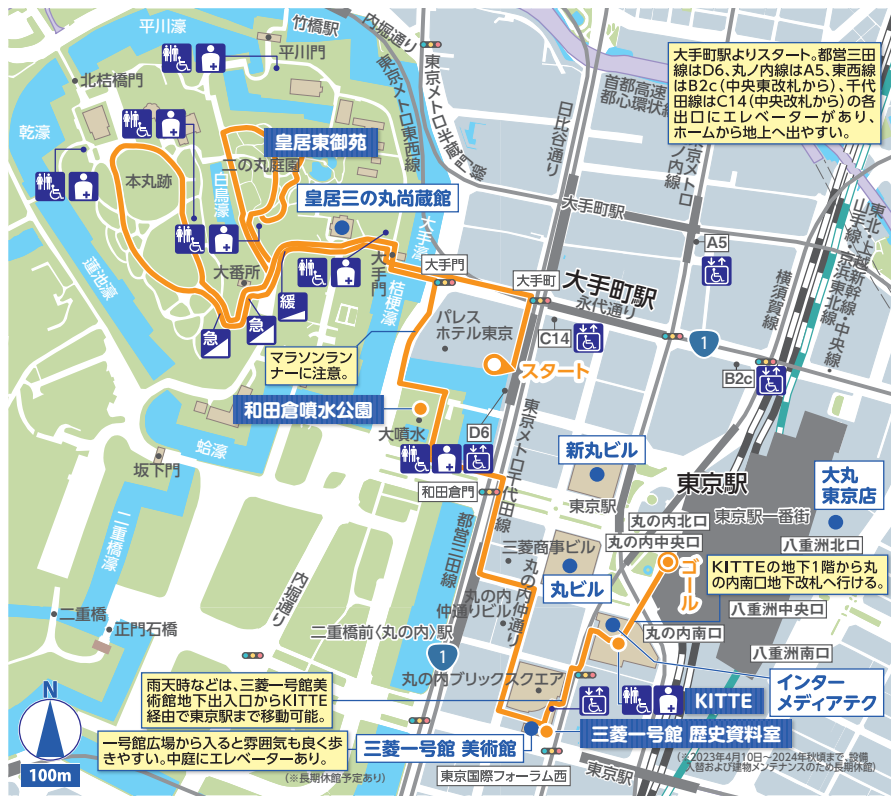 平川濠
竹橋駅
内堀通り
平川門
北桔橋門
乾濠
皇居東御苑
二の丸庭園
本丸跡
白鳥濠
皇居三の丸尚蔵館
大手濠
蓮池濠
大番所
大手門
桔梗濠
急
急
緩
東京メトロ東西線
東京メトロ半蔵門線
日比谷通り
首都高速
都心環状線
東京メトロ
丸ノ内線
大手町よりスタート。都営三田
線はD6、丸ノ内線はA5、東西線
はB2c(中央東改札から)、千代
田線はC14(中央改札から)の各
出口にエレベーターがあり、
ホームから地上へ出やすい。
大手町駅
A5
東北・上越新幹線・中央線
山手線・京浜東北線
横須賀線
大手門
大手町
大手町駅
永代通り
C14
1
B2c
パレス
ホテル東京
マラソンラン
ナーに注意。
スタート
和田倉噴水公園
大噴水
D6
和田倉門
東京メトロ千代田線
都営三田線
蛤濠
坂下門
二重橋濠
二重橋
正門石橋
内堀通り
二重橋前〈丸の内〉駅
1
新丸ビル
東京駅
東京駅
大丸
東京店
東京駅一番街
丸の内北口
丸の内中央口
八重洲北口
三菱商事ビル
丸ビル
ゴール
KITTEの地下1階から丸
の内南口地下改札へ行ける。
丸の内
仲通りビル
丸の内仲通り
八重洲中央口
丸の内南口
八重洲南口
丸の内ブリックスクエア
インター
メディアテク
KITTE
雨天時などは、三菱一号館美
術館地下出入口からKITTE
経由で東京駅まで移動可能。
一号館広場から入ると雰囲気も良く歩
きやすい。中庭にエレベーターあり。
三菱一号館 美術館
(※長期休館予定あり)
三菱一号館 歴史資料室
(※2023年4月10日〜2024年秋頃まで、設備
入替および建物メンテナンスのため長期休館)
東京国際フォーラム西
東京駅
N
100m